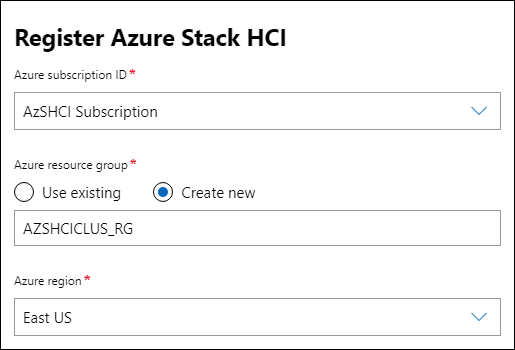 Register Azure Stack HCI
Azure subscription ID *
AzSHCI Subscription
Azure resource group *
Use existing Create new
AZSHCICLUS_RG
Azure region *
East US